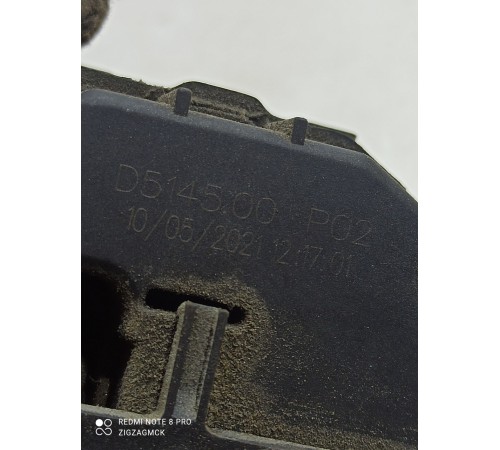 D5145.00 P02
10/05/2021 12:17:01
REDMI NOTE 8 PRO
ZIGZAGMCK